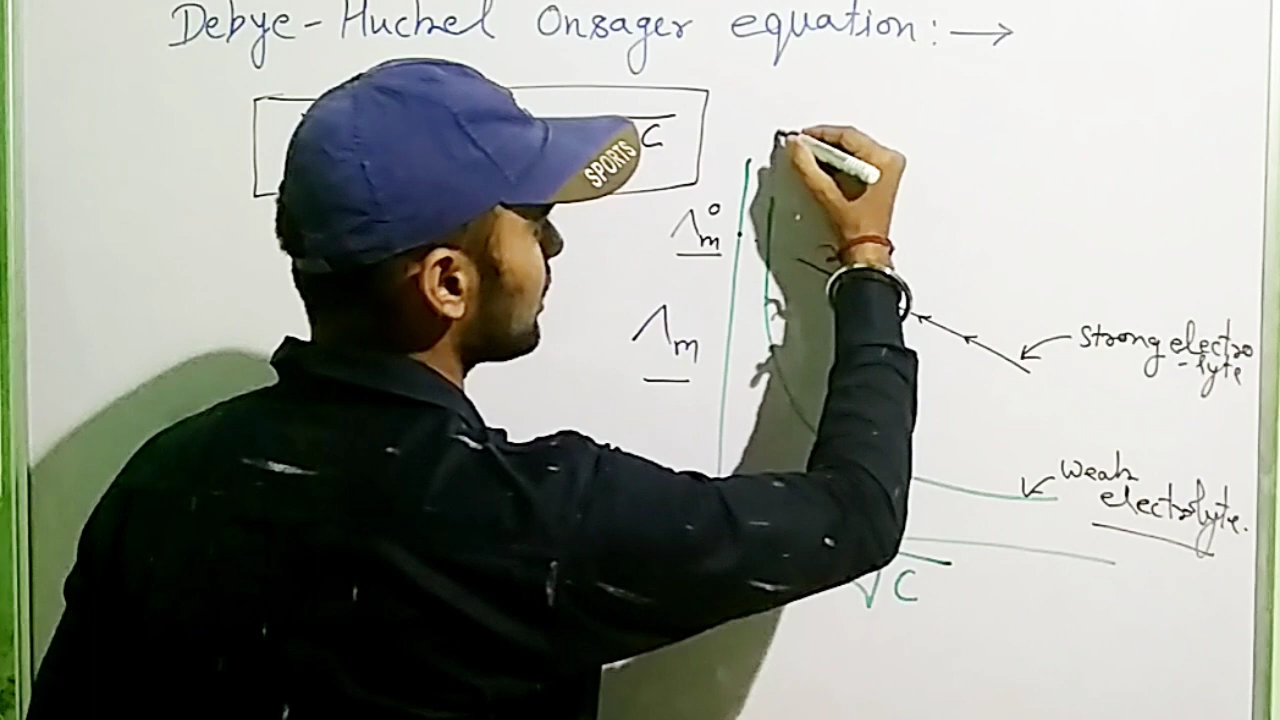 Debye-Huckel Onsager equation:→
√C
SPORTS
Λ°m
Λm
Strong electro
-lyte
Weak
electrolyte.
√C